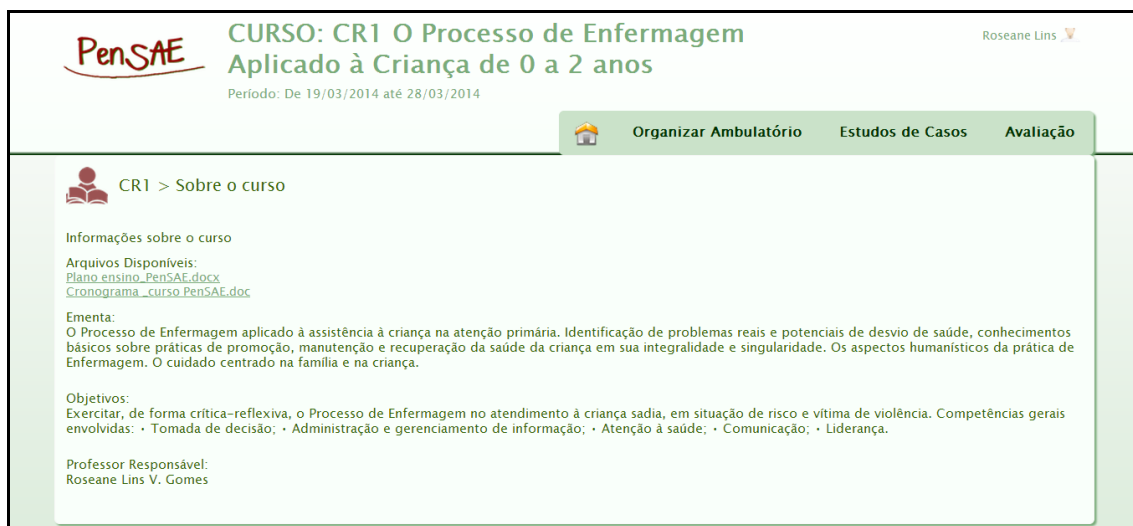 PenSAE
CURSO: CR1 O Processo de Enfermagem
Aplicado à Criança de 0 a 2 anos
Roseane Lins
Período: De 19/03/2014 até 28/03/2014
Organizar Ambulatório Estudos de Casos Avaliação
CR1 > Sobre o curso
Informações sobre o curso
Arquivos Disponíveis:
Plano ensino_PenSAE.docx
Cronograma _curso PenSAE.doc
Ementa:
O Processo de Enfermagem aplicado à assistência à criança na atenção primária. Identificação de problemas reais e potenciais de desvio de saúde, conhecimentos
básicos sobre práticas de promoção, manutenção e recuperação da saúde da criança em sua integralidade e singularidade. Os aspectos humanísticos da prática de
Enfermagem. O cuidado centrado na família e na criança.
Objetivos:
Exercitar, de forma crítica-reflexiva, o Processo de Enfermagem no atendimento à criança sadia, em situação de risco e vítima de violência. Competências gerais
envolvidas: • Tomada de decisão; • Administração e gerenciamento de informação; • Atenção à saúde; • Comunicação; • Liderança.
Professor Responsável:
Roseane Lins V. Gomes